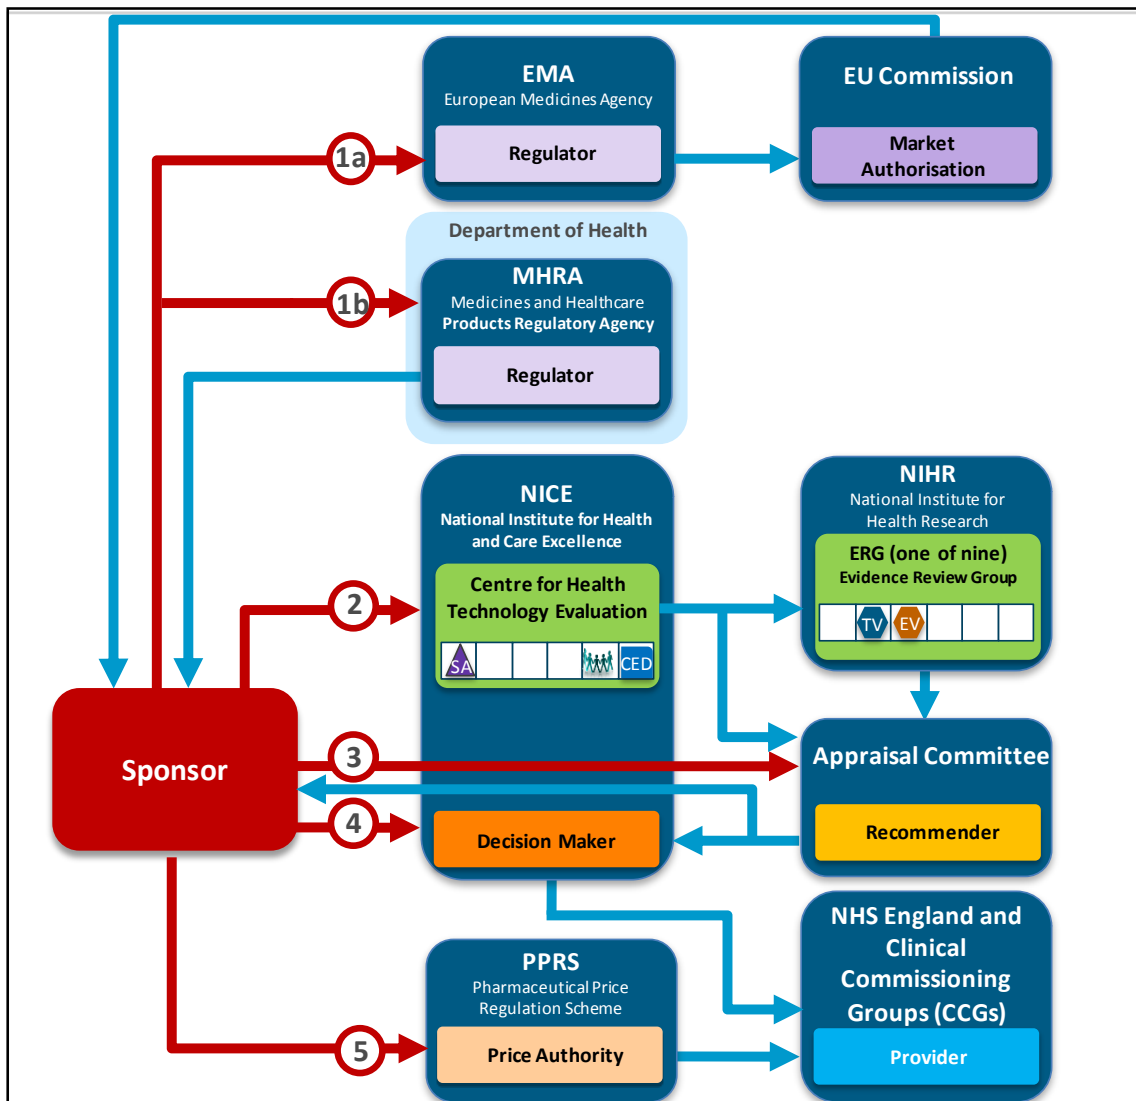 EMA
European Medicines Agency
Regulator
EU Commission
Market
Authorisation
1a
Department of Health
MHRA
Medicines and Healthcare
Products Regulatory Agency
Regulator
1b
NICE
National Institute for Health
and Care Excellence
Centre for Health
Technology Evaluation
SA
CED
2
NIHR
National Institute for
Health Research
ERG (one of nine)
Evidence Review Group
TV
EV
Sponsor
3
4
Appraisal Committee
Recommender
Decision Maker
NHS England and
Clinical
Commissioning
Groups (CCGs)
Provider
PPRS
Pharmaceutical Price
Regulation Scheme
Price Authority
5